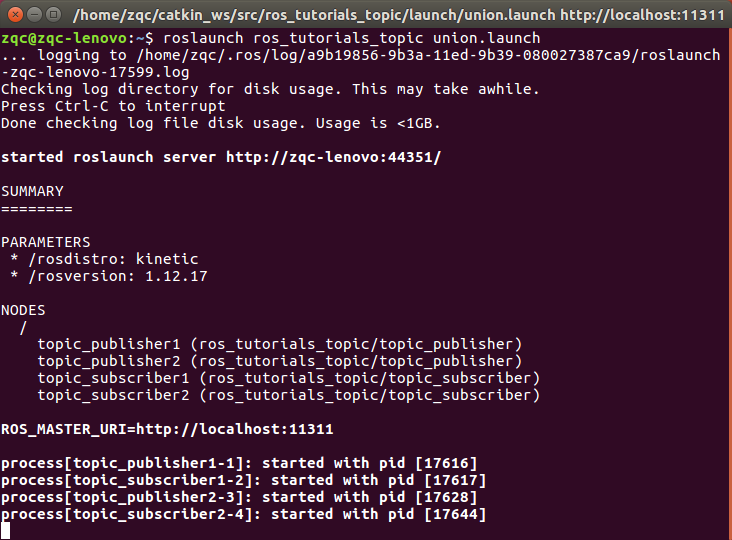 /home/zqc/catkin_ws/src/ros_tutorials_topic/launch/union.launch http://localhost:11311
zqc@zqc-lenovo:~$ roslaunch ros_tutorials_topic union.launch
... logging to /home/zqc/.ros/log/a9b19856-9b3a-11ed-9b39-080027387ca9/roslaunch
-zqc-lenovo-17599.log
Checking log directory for disk usage. This may take awhile.
Press Ctrl-C to interrupt
Done checking log file disk usage. Usage is <1GB.
started roslaunch server http://zqc-lenovo:44351/
SUMMARY
========
PARAMETERS
 * /rosdistro: kinetic
 * /rosversion: 1.12.17
NODES
  /
    topic_publisher1 (ros_tutorials_topic/topic_publisher)
    topic_publisher2 (ros_tutorials_topic/topic_publisher)
    topic_subscriber1 (ros_tutorials_topic/topic_subscriber)
    topic_subscriber2 (ros_tutorials_topic/topic_subscriber)
ROS_MASTER_URI=http://localhost:11311
process[topic_publisher1-1]: started with pid [17616]
process[topic_subscriber1-2]: started with pid [17617]
process[topic_publisher2-3]: started with pid [17628]
process[topic_subscriber2-4]: started with pid [17644]